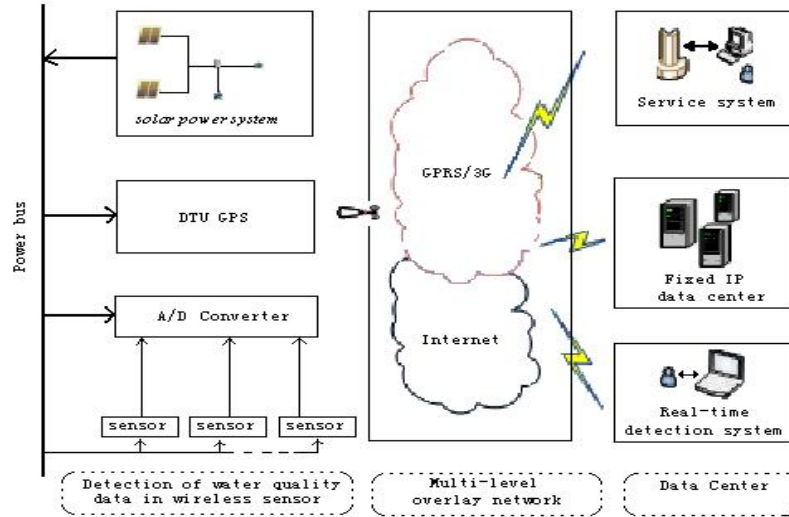 solar power system
Service system
GPRS/3G
Power bus
DTU GPS
Fixed IP
data center
A/D Converter
Internet
sensor
sensor
sensor
Real-time
detection system
Detection of water quality
data in wireless sensor
Multi-level
overlay network
Data Center